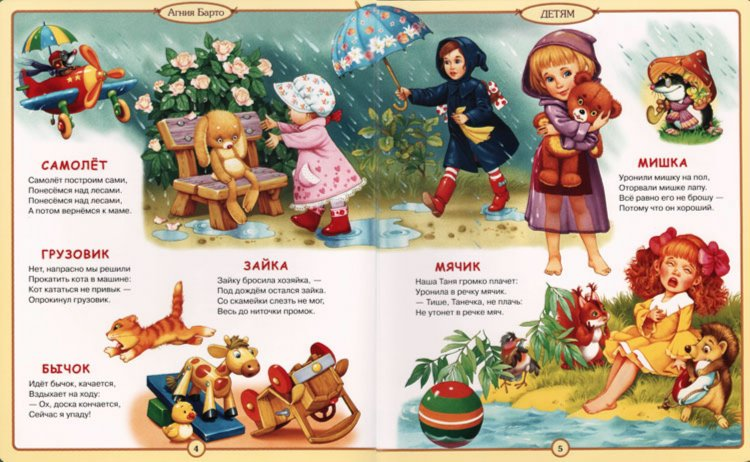 Агния Барто
ДЕТЯМ
САМОЛЁТ
Самолёт построим сами,
Понесёмся над лесами.
Понесёмся над лесами,
А потом вернёмся к маме.
ГРУЗОВИК
Нет, напрасно мы решили
Прокатить кота в машине:
Кот кататься не привык —
Опрокинул грузовик.
БЫЧОК
Идёт бычок, качается,
Вздыхает на ходу:
— Ох, доска кончается,
Сейчас я упаду!
ЗАЙКА
Зайку бросила хозяйка, —
Под дождём остался зайка.
Со скамейки слезть не мог,
Весь до ниточки промок.
4
МИШКА
Уронили мишку на пол,
Оторвали мишке лапу.
Всё равно его не брошу —
Потому что он хороший.
МЯЧИК
Наша Таня громко плачет:
Уронила в речку мячик.
— Тише, Танечка, не плачь:
Не утонет в речке мяч.
5